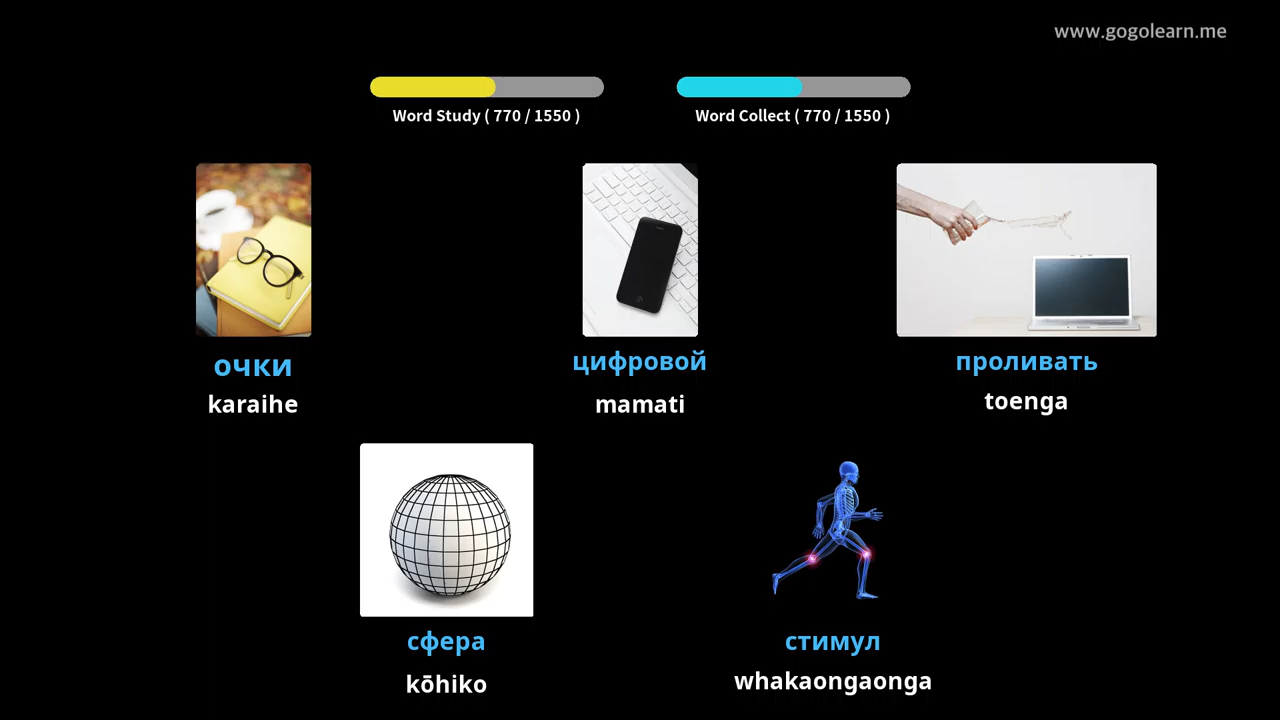 www.gogolearn.me
Word Study ( 770 / 1550 )
Word Collect ( 770 / 1550 )
очки
karaihe
цифровой
mamati
проливать
toenga
сфера
kōhiko
стимул
whakaongaonga